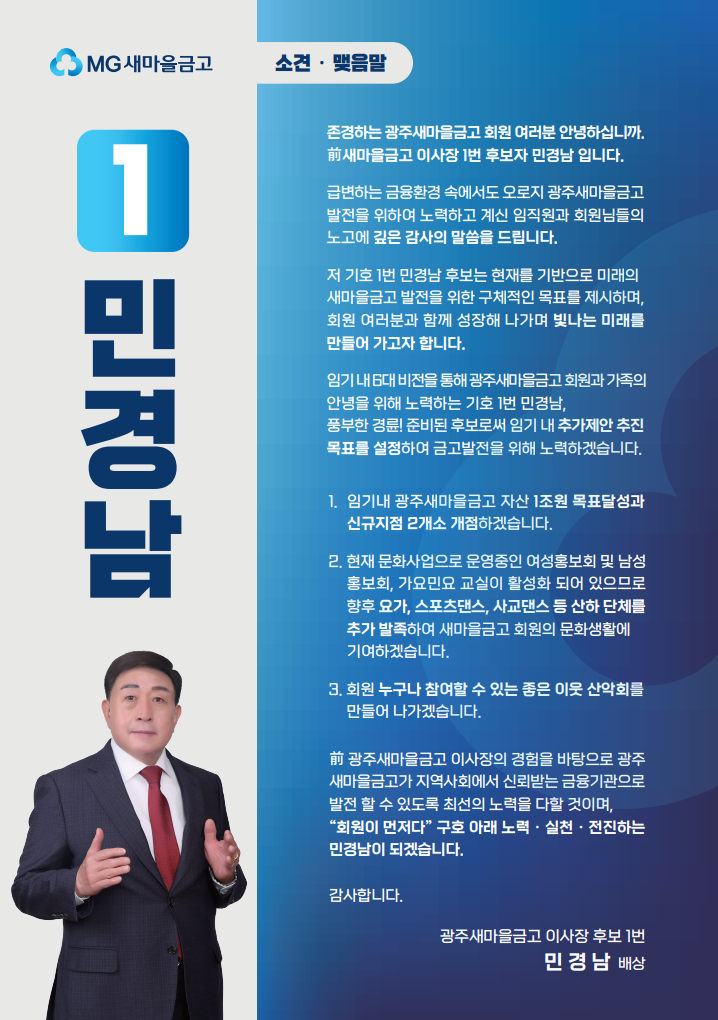 MG 새마을금고
소견 · 맺음말
1
민경남
존경하는 광주새마을금고 회원 여러분 안녕하십니까.
前새마을금고 이사장 1번 후보자 민경남 입니다.
급변하는 금융환경 속에서도 오로지 광주새마을금고
발전을 위하여 노력하고 계신 임직원과 회원님들의
노고에 깊은 감사의 말씀을 드립니다.
저 기호 1번 민경남 후보는 현재를 기반으로 미래의
새마을금고 발전을 위한 구체적인 목표를 제시하며,
회원 여러분과 함께 성장해 나가며 빛나는 미래를
만들어 가고자 합니다.
임기 내 6대 비전을 통해 광주새마을금고 회원과 가족의
안녕을 위해 노력하는 기호 1번 민경남,
풍부한 경륜! 준비된 후보로써 임기 내 추가제안 추진
목표를 설정하여 금고발전을 위해 노력하겠습니다.
1. 임기내 광주새마을금고 자산 1조원 목표달성과
신규지점 2개소 개점하겠습니다.
2. 현재 문화사업으로 운영중인 여성홍보회 및 남성
홍보회, 가요민요 교실이 활성화 되어 있으므로
향후 요가, 스포츠댄스, 사교댄스 등 산하 단체를
추가 발족하여 새마을금고 회원의 문화생활에
기여하겠습니다.
3. 회원 누구나 참여할 수 있는 좋은 이웃 산악회를
만들어 나가겠습니다.
前 광주새마을금고 이사장의 경험을 바탕으로 광주
새마을금고가 지역사회에서 신뢰받는 금융기관으로
발전 할 수 있도록 최선의 노력을 다할 것이며,
“회원이 먼저다” 구호 아래 노력 · 실천 · 전진하는
민경남이 되겠습니다.
감사합니다.
광주새마을금고 이사장 후보 1번
민 경 남 배상